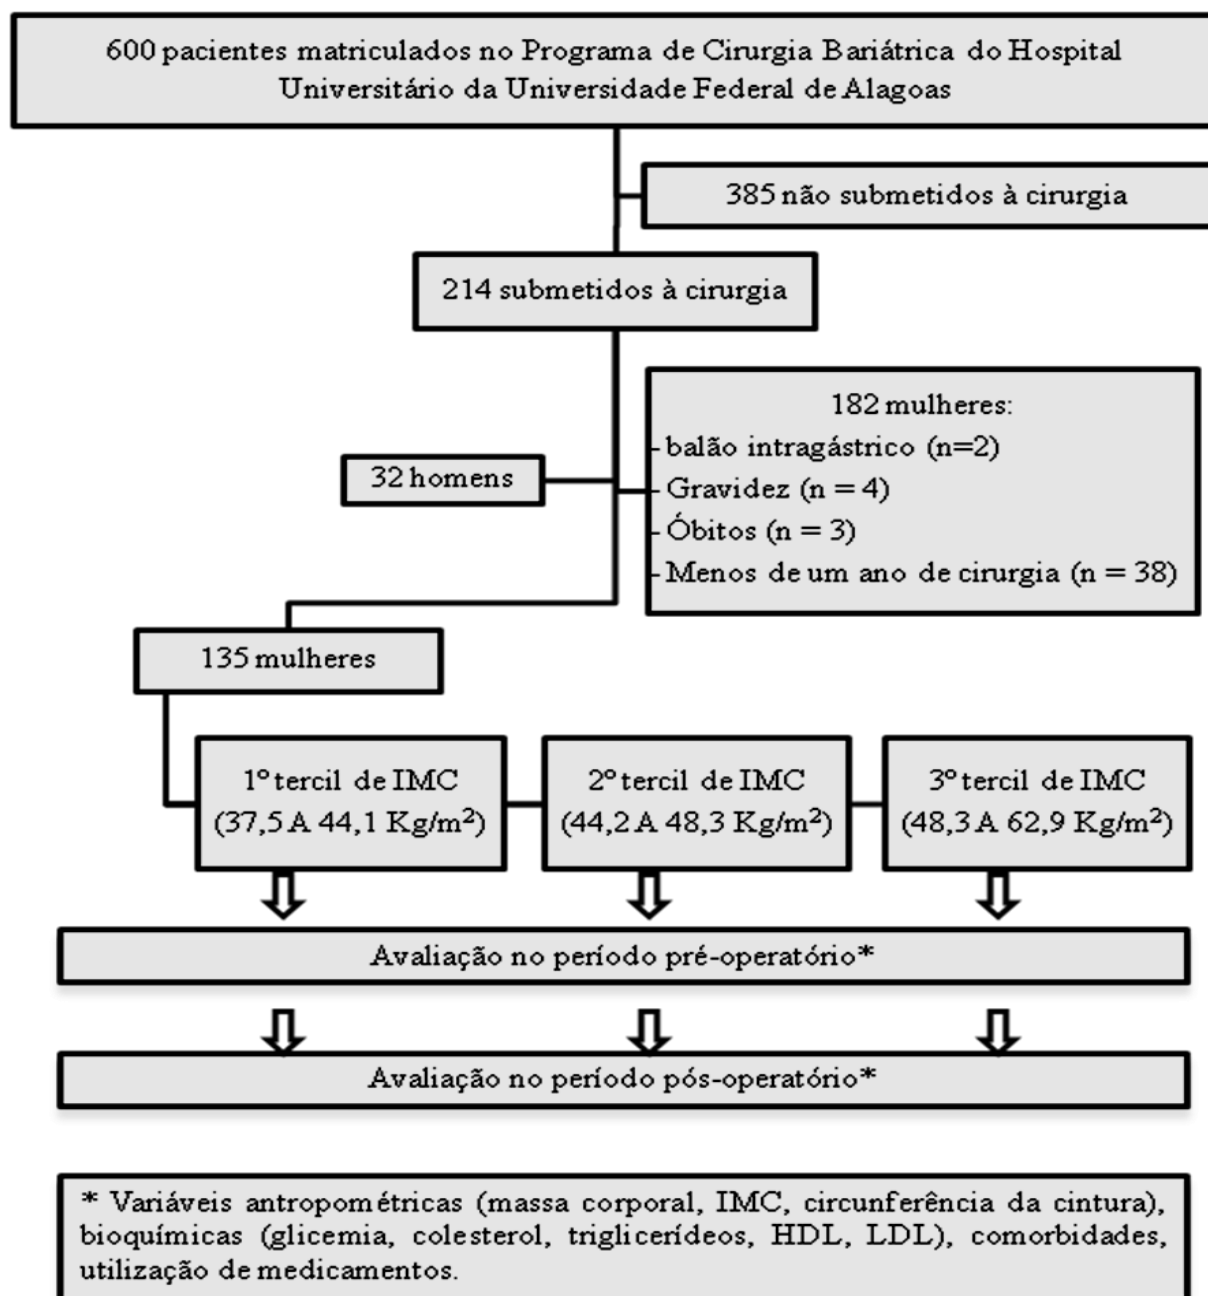 600 pacientes matriculados no Programa de Cirurgia Bariátrica do Hospital
Universitário da Universidade Federal de Alagoas
385 não submetidos à cirurgia
214 submetidos à cirurgia
182 mulheres:
- balão intragástrico (n=2)
- Gravidez (n = 4)
- Óbitos (n = 3)
- Menos de um ano de cirurgia (n = 38)
32 homens
135 mulheres
1º tercil de IMC
(37,5 A 44,1 Kg/m²)
2º tercil de IMC
(44,2 A 48,3 Kg/m²)
3º tercil de IMC
(48,3 A 62,9 Kg/m²)
Avaliação no período pré-operatório*
Avaliação no período pós-operatório*
* Variáveis antropométricas (massa corporal, IMC, circunferência da cintura),
bioquímicas (glicemia, colesterol, triglicerídeos, HDL, LDL), comorbidades,
utilização de medicamentos.